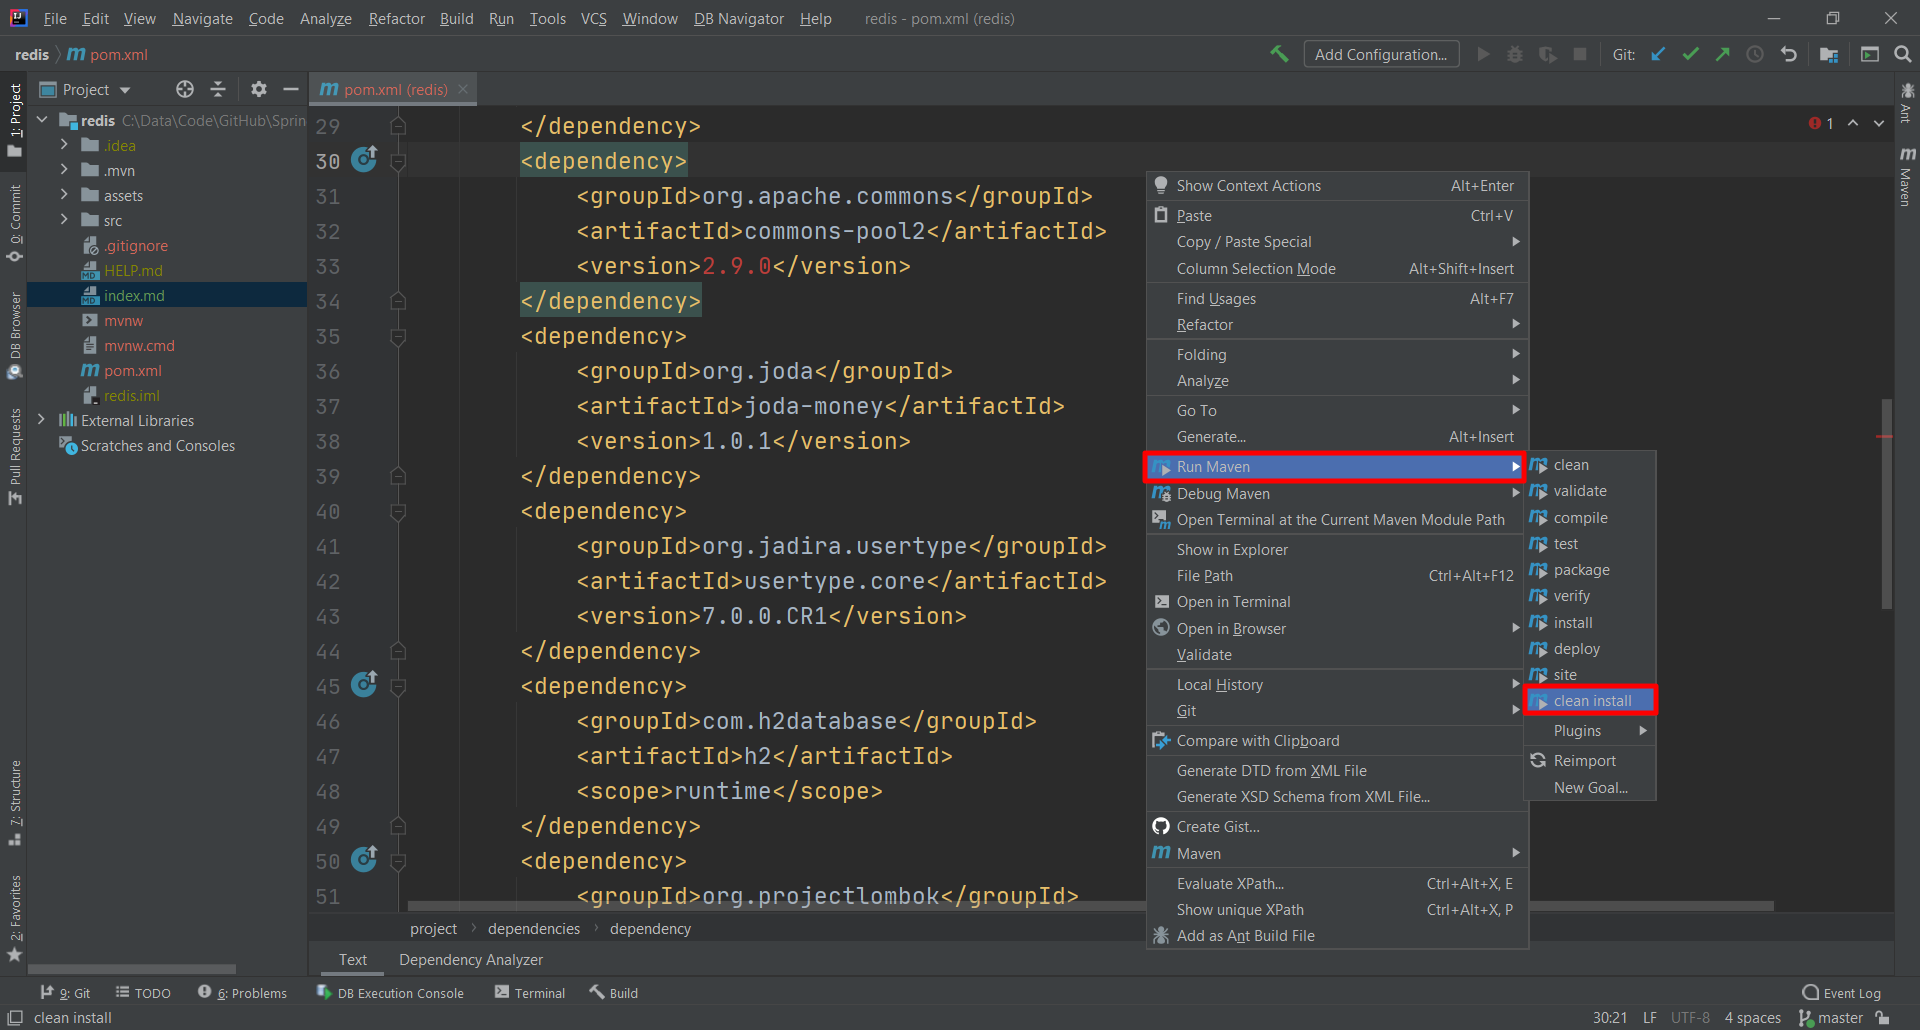 File Edit View Navigate Code Analyze Refactor Build Run Tools VCS Window DB Navigator Help redis - pom.xml (redis)
redis m pom.xml Add Configuration... Git:
Project
pom.xml (redis)
redis C:\Data\Code\GitHub\Sprin
.idea
.mvn
assets
src
.gitignore
HELP.md
index.md
mvnw
mvnw.cmd
pom.xml
redis.iml
External Libraries
Scratches and Consoles
1: Project
0: Commit
DB Browser
Pull Requests
7: Structure
2: Favorites
29 </dependency>
30 <dependency>
31 <groupId>org.apache.commons</groupId>
32 <artifactId>commons-pool2</artifactId>
33 <version>2.9.0</version>
34 </dependency>
35 <dependency>
36 <groupId>org.joda</groupId>
37 <artifactId>joda-money</artifactId>
38 <version>1.0.1</version>
39 </dependency>
40 <dependency>
41 <groupId>org.jadira.usertype</groupId>
42 <artifactId>usertype.core</artifactId>
43 <version>7.0.0.CR1</version>
44 </dependency>
45 <dependency>
46 <groupId>com.h2database</groupId>
47 <artifactId>h2</artifactId>
48 <scope>runtime</scope>
49 </dependency>
50 <dependency>
51 <groupId>org.projectlombok</groupId>
1
Ant
Maven
Show Context Actions Alt+Enter
Paste Ctrl+V
Copy / Paste Special
Column Selection Mode Alt+Shift+Insert
Find Usages Alt+F7
Refactor
Folding
Analyze
Go To
Generate... Alt+Insert
Run Maven
Debug Maven
Open Terminal at the Current Maven Module Path
Show in Explorer
File Path Ctrl+Alt+F12
Open in Terminal
Open in Browser
Validate
Local History
Git
Compare with Clipboard
Generate DTD from XML File
Generate XSD Schema from XML File...
Create Gist...
Maven
Evaluate XPath... Ctrl+Alt+X, E
Show unique XPath Ctrl+Alt+X, P
Add as Ant Build File
clean
validate
compile
test
package
verify
install
deploy
site
clean install
Plugins
Reimport
New Goal...
project dependencies dependency
Text Dependency Analyzer
9: Git TODO 6: Problems DB Execution Console Terminal Build Event Log
clean install 30:21 LF UTF-8 4 spaces master